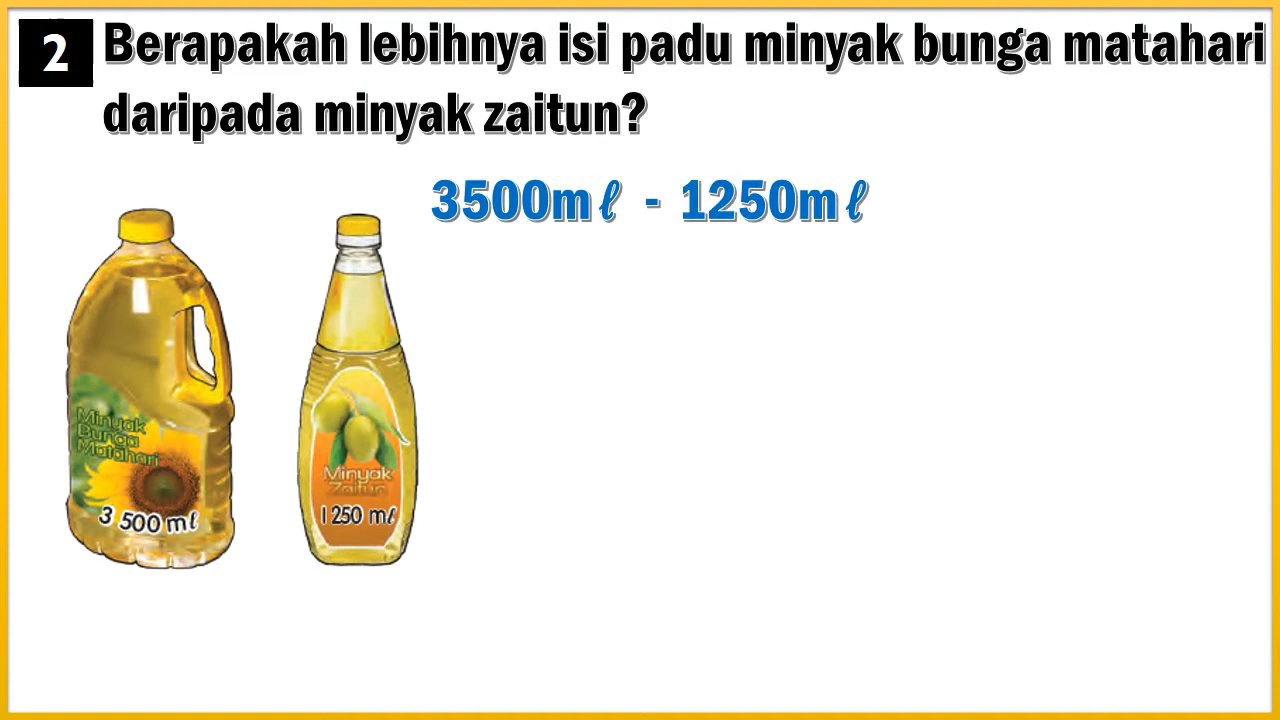 2 Berapakah lebihnya isi padu minyak bunga matahari
daripada minyak zaitun?
3500mℓ - 1250mℓ
Minyak
Bunga
Matahari
3 500 mℓ
Minyak
Zaitun
1 250 mℓ